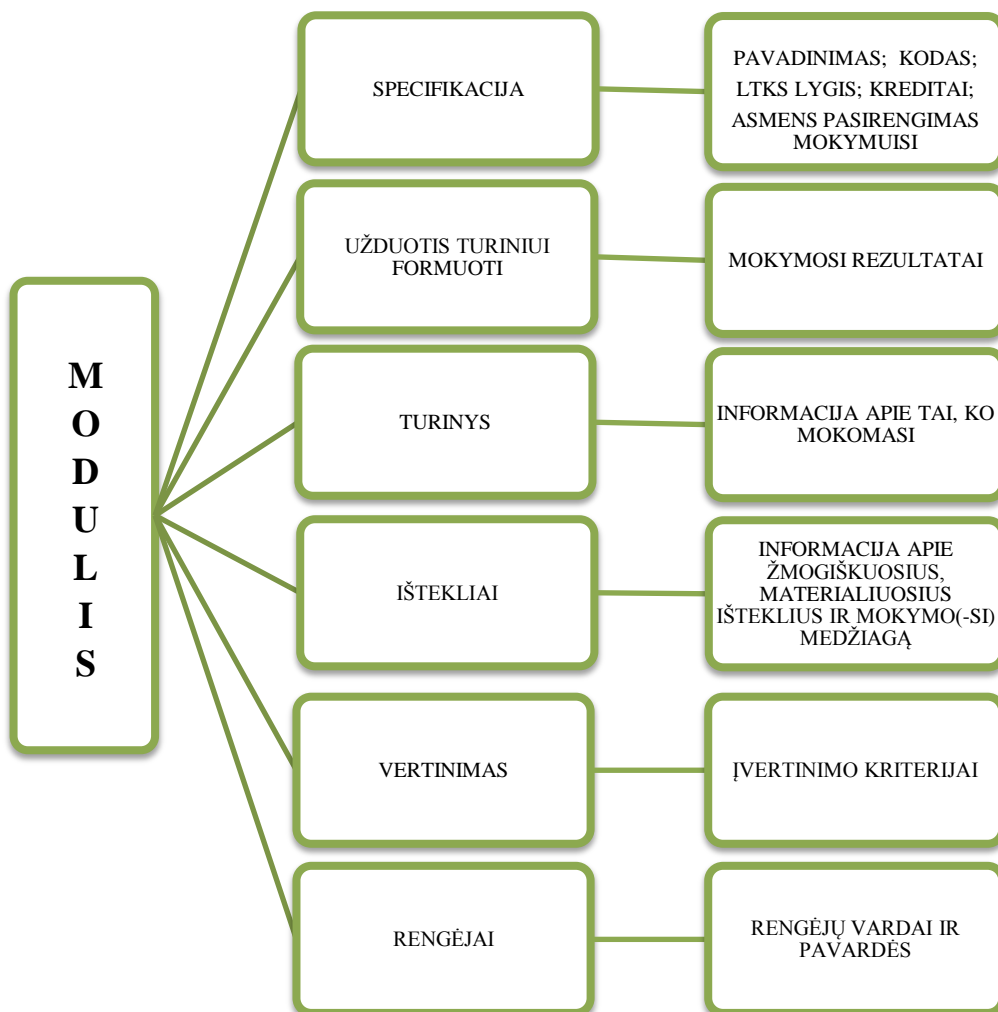 MODULIS
SPECIFIKACIJA
PAVADINIMAS; KODAS;
LTKS LYGIS; KREDITAI;
ASMENS PASIRENGIMAS
MOKYMUISI
UŽDUOTIS TURINIUI
FORMUOTI
MOKYMOSI REZULTATAI
TURINYS
INFORMACIJA APIE TAI, KO
MOKOMASI
IŠTEKLIAI
INFORMACIJA APIE
ŽMOGIŠKUOSIUS,
MATERIALIUOSIUS
IŠTEKLIUS IR MOKYMO(-SI)
MEDŽIAGĄ
VERTINIMAS
ĮVERTINIMO KRITERIJAI
RENGĖJAI
RENGĖJŲ VARDAI IR
PAVARDĖS